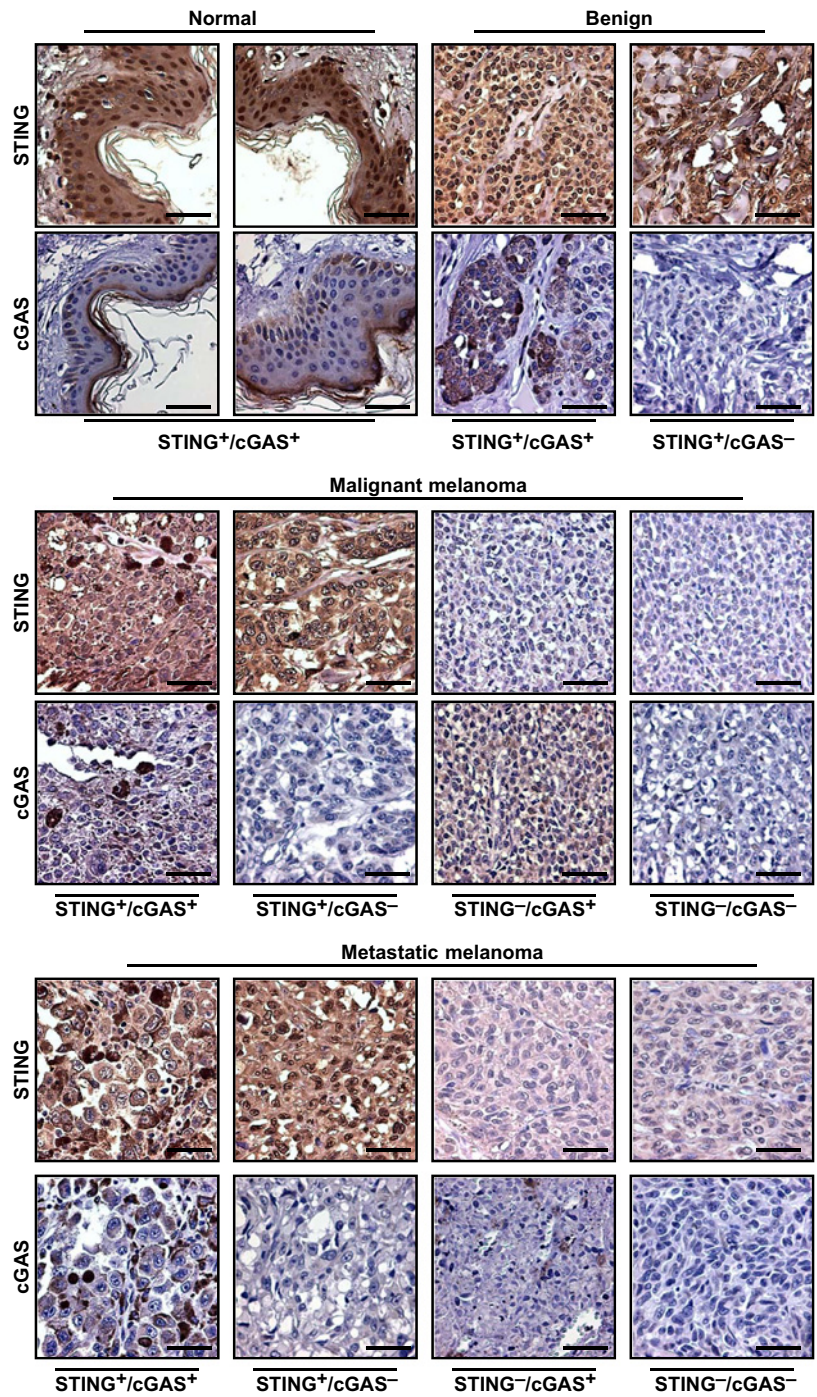 Normal Benign
STING
cGAS
STING⁺/cGAS⁺ STING⁺/cGAS⁺ STING⁺/cGAS–
Malignant melanoma
STING
cGAS
STING⁺/cGAS⁺ STING⁺/cGAS– STING–/cGAS⁺ STING–/cGAS–
Metastatic melanoma
STING
cGAS
STING⁺/cGAS⁺ STING⁺/cGAS– STING–/cGAS⁺ STING–/cGAS–